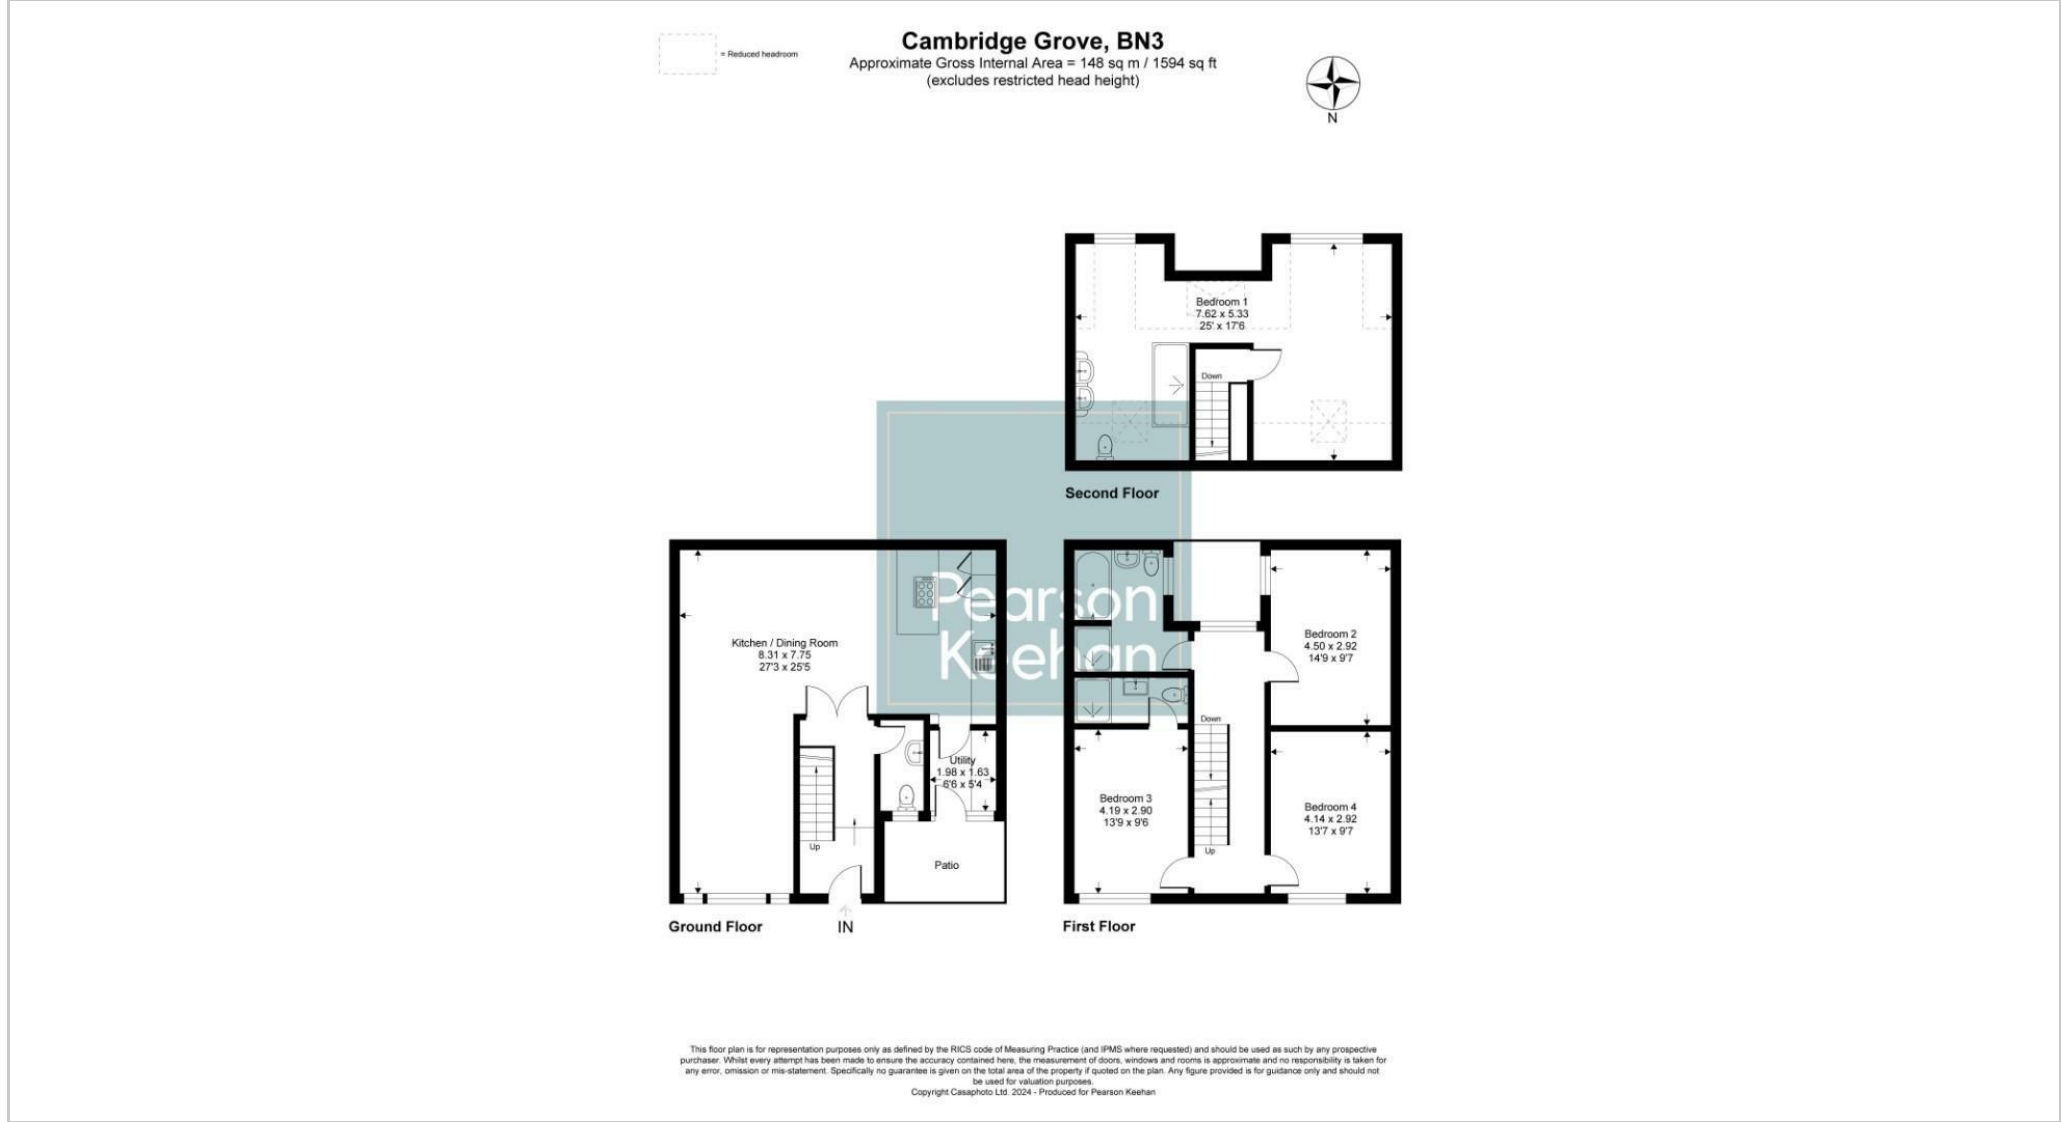 = Reduced headroom
Cambridge Grove, BN3
Approximate Gross Internal Area = 148 sq m / 1594 sq ft
(excludes restricted head height)
N
Bedroom 1
7.62 x 5.33
25' x 17'6
Down
Second Floor
Pearson
Keehan
Kitchen / Dining Room
8.31 x 7.75
27'3 x 25'5
Utility
1.98 x 1.63
6'6 x 5'4
Up
Patio
Ground Floor
IN
Bedroom 2
4.50 x 2.92
14'9 x 9'7
Down
Bedroom 3
4.19 x 2.90
13'9 x 9'6
Bedroom 4
4.14 x 2.92
13'7 x 9'7
Up
First Floor
This floor plan is for representation purposes only as defined by the RICS code of Measuring Practice (and IPMS where requested) and should be used as such by any prospective
purchaser. Whilst every attempt has been made to ensure the accuracy contained here, the measurement of doors, windows and rooms is approximate and no responsibility is taken for
any error, omission or mis-statement. Specifically no guarantee is given on the total area of the property if quoted on the plan. Any figure provided is for guidance only and should not
be used for valuation purposes.
Copyright Casaphoto Ltd. 2024 - Produced for Pearson Keehan